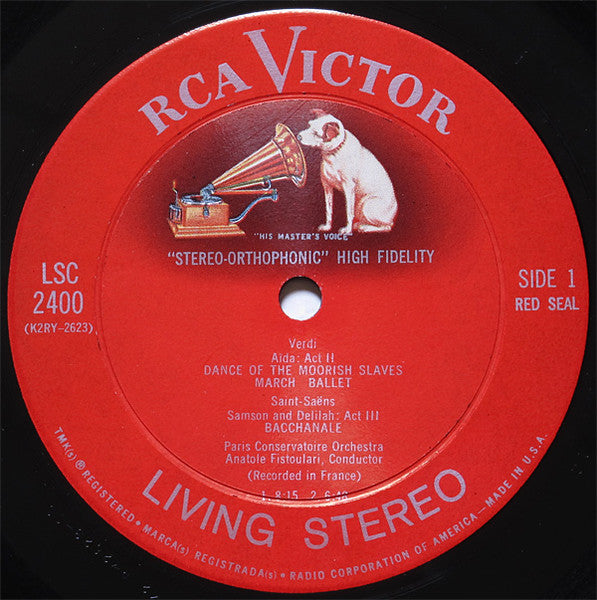 RCA VICTOR
"HIS MASTER'S VOICE"
"STEREO-ORTHOPHONIC" HIGH FIDELITY
LSC
2400
(K2RY-2623)
SIDE 1
RED SEAL
Verdi
Aïda: Act II
DANCE OF THE MOORISH SLAVES
MARCH BALLET
Saint-Saëns
Samson and Delilah: Act III
BACCHANALE
Paris Conservatoire Orchestra
Anatole Fistoulari, Conductor
(Recorded in France)
1 8:15 2 6:48
LIVING STEREO
TMK(s) ® REGISTERED • MARCA(s) REGISTRADA(s) • RADIO CORPORATION OF AMERICA—MADE IN U.S.A.